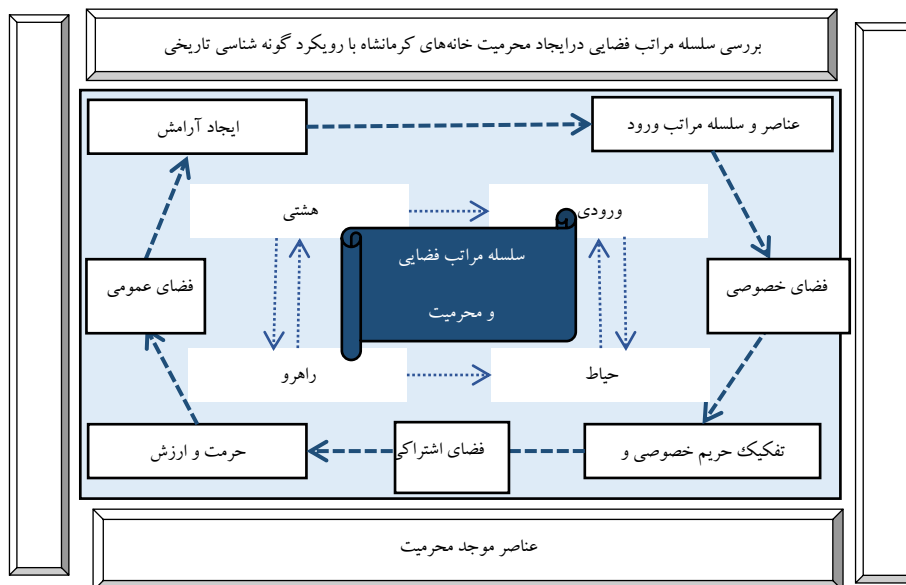 بررسی سلسله مراتب فضایی درایجاد محرمیت خانه‌های کرمانشاه با رویکرد گونه شناسی تاریخی
عناصر و سلسله مراتب ورود
ایجاد آرامش
ورودی
هشتی
سلسله مراتب فضایی
و محرمیت
فضای خصوصی
فضای عمومی
حیاط
راهرو
تفکیک حریم خصوصی و
فضای اشتراکی
حرمت و ارزش
عناصر موجد محرمیت